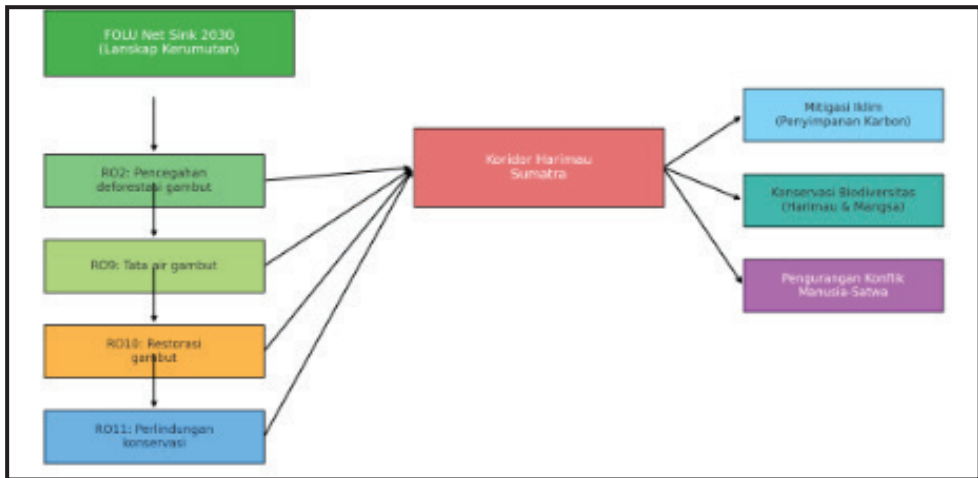 FOLU Net Sink 2030
(Lanskap Kerumutan)
RO2: Pencegahan
deforestasi gambut
RO9: Tata air gambut
RO10: Restorasi
gambut
RO11: Perlindungan
konservasi
Koridor Harimau
Sumatra
Mitigasi Iklim
(Penyimpanan Karbon)
Konservasi Biodiversitas
(Harimau & Mangsa)
Pengurangan Konflik
Manusia-Satwa